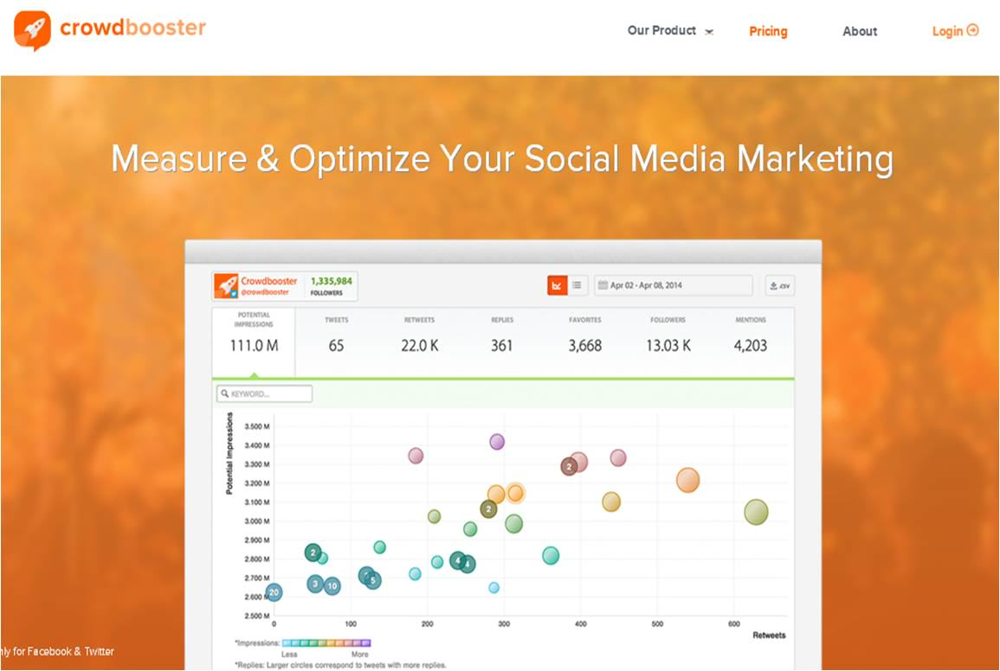 crowdbooster
Our Product Pricing About Login
Measure & Optimize Your Social Media Marketing
Crowdbooster 1,335,984
@crowdbooster FOLLOWERS
Apr 02 - Apr 08, 2014
.csv
POTENTIAL IMPRESSIONS TWEETS RETWEETS REPLIES FAVORITES FOLLOWERS MENTIONS
111.0 M 65 22.0 K 361 3,668 13.03 K 4,203
KEYWORD...
Potential Impressions
3.500 M
3.400 M
3.300 M
2
3.200 M
3.100 M
2
3.000 M
2.900 M
2
2.800 M
4 4
2.700 M
3 10 5
2.600 M
20
2.500 M
0 100 200 300 400 500 600
Retweets
*Impressions:
Less More
*Replies: Larger circles correspond to tweets with more replies.
nly for Facebook & Twitter